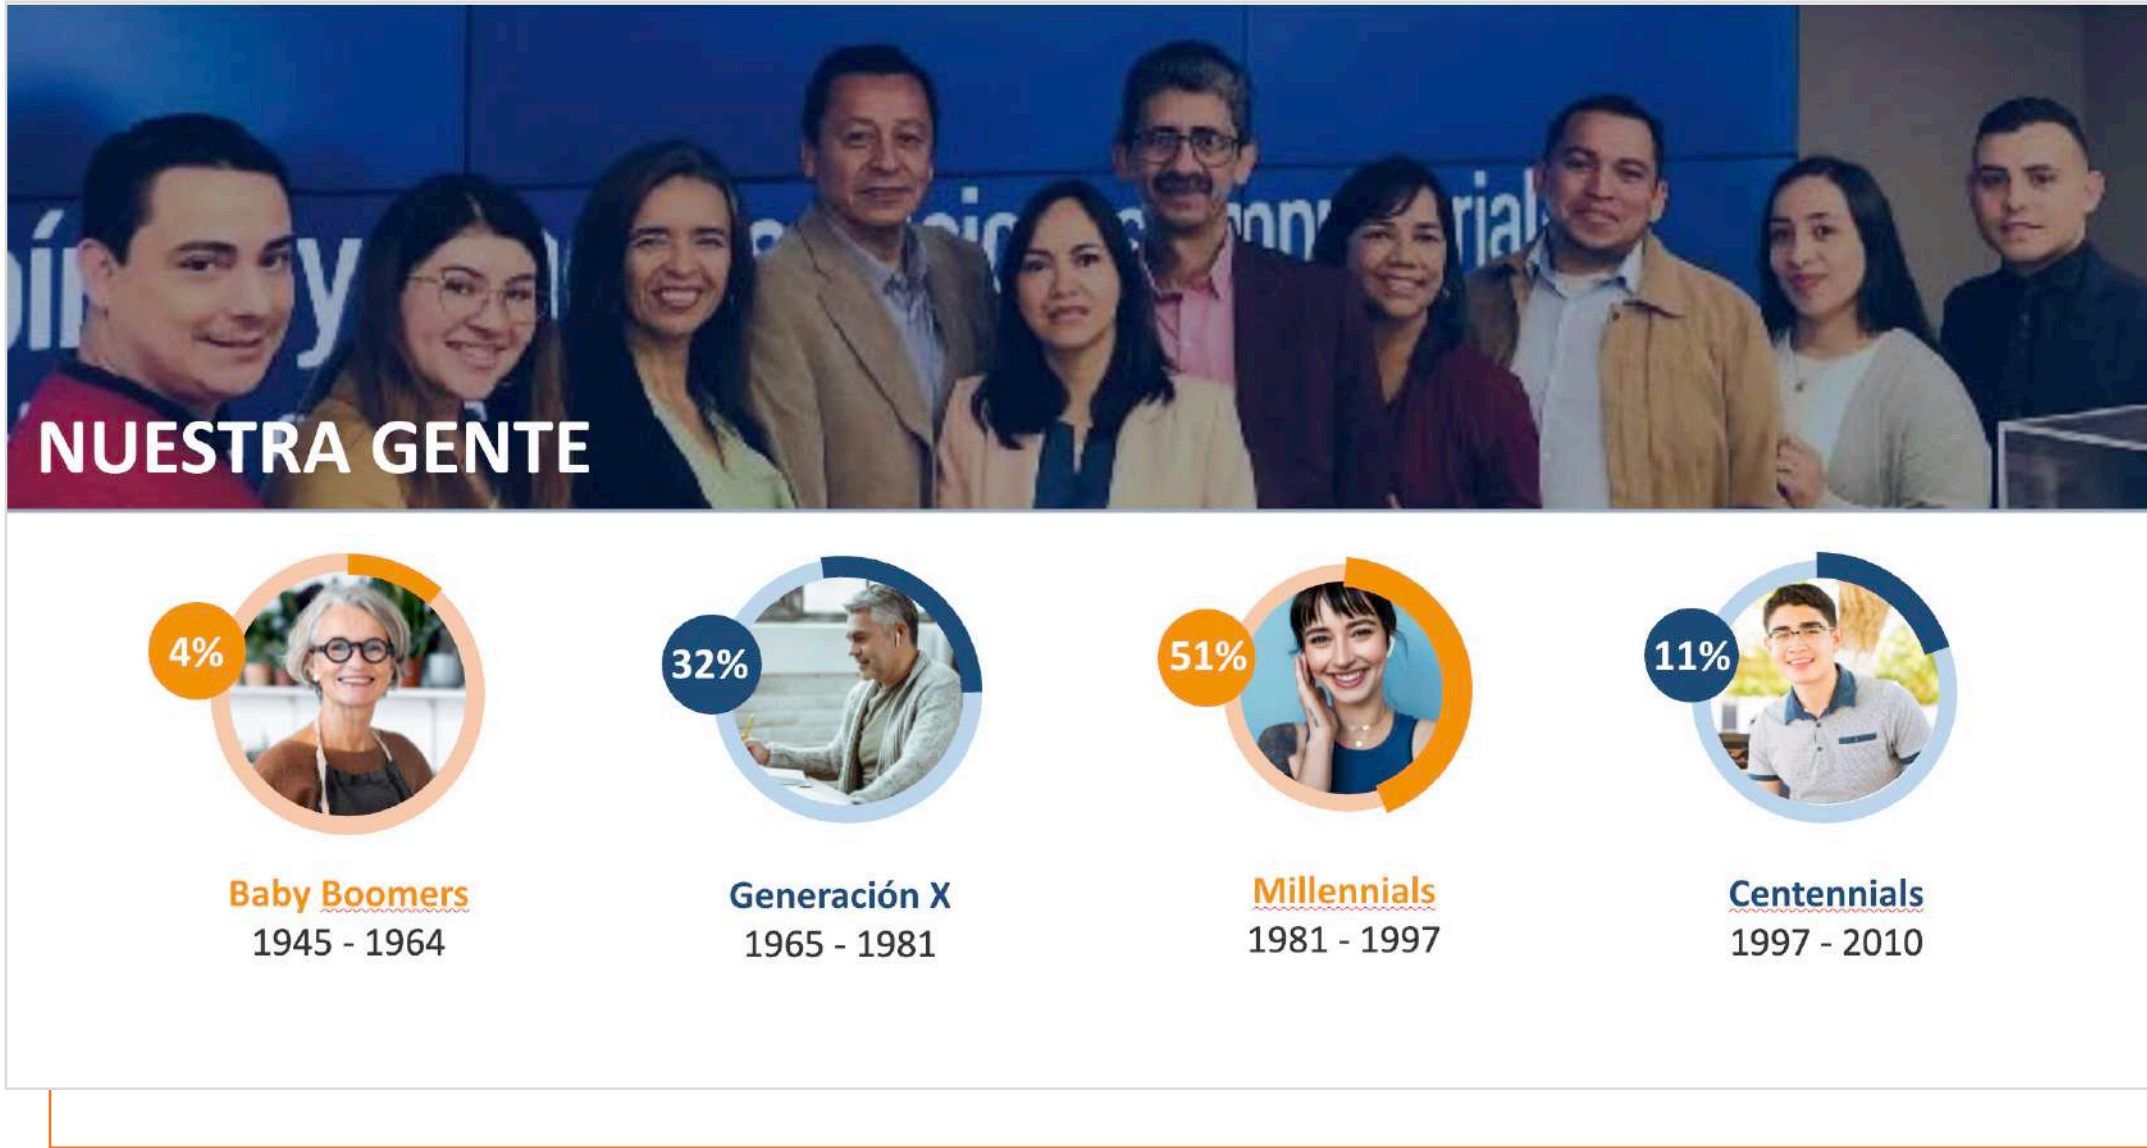 y
NUESTRA GENTE
4%
32%
51%
11%
Baby Boomers
Generación X
Millennials
Centennials
1945 - 1964
1965 - 1981
1981 - 1997
1997 - 2010